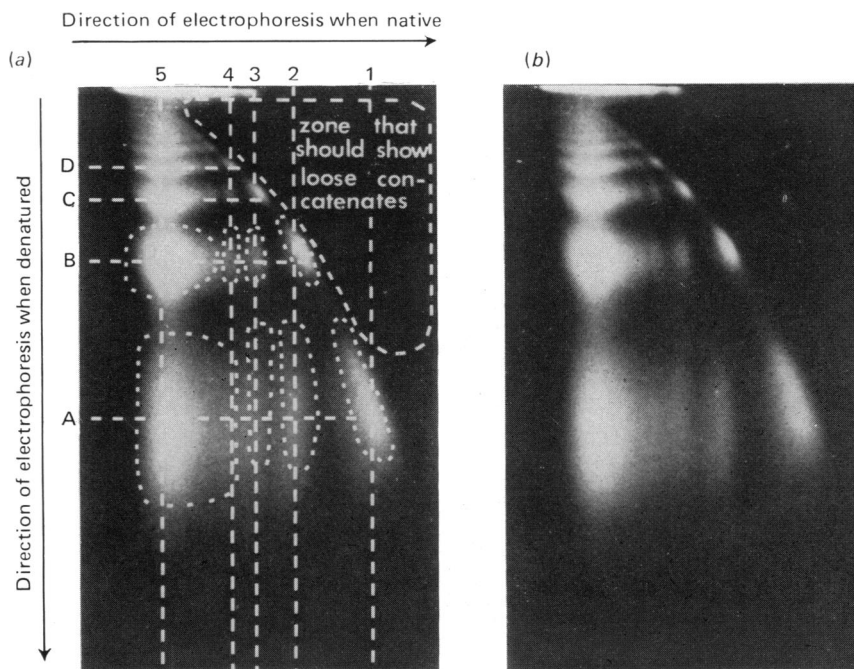 Direction of electrophoresis when native
(a)
(b)
5 4 3 2 1
zone that
should show
loose con-
catenates
D
C
B
A
Direction of electrophoresis when denatured